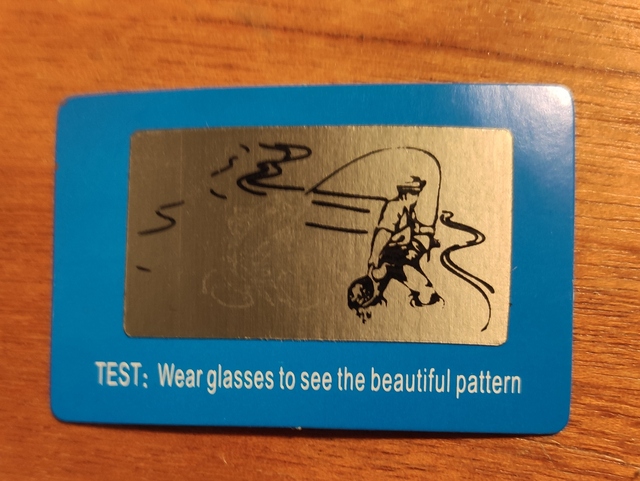 TEST: Wear glasses to see the beautiful pattern